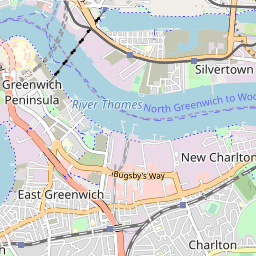 Silvertown
Greenwich
Peninsula
River Thames
North Greenwich to Woo
New Charlton
Bugsby's Way
East Greenwich
Charlton